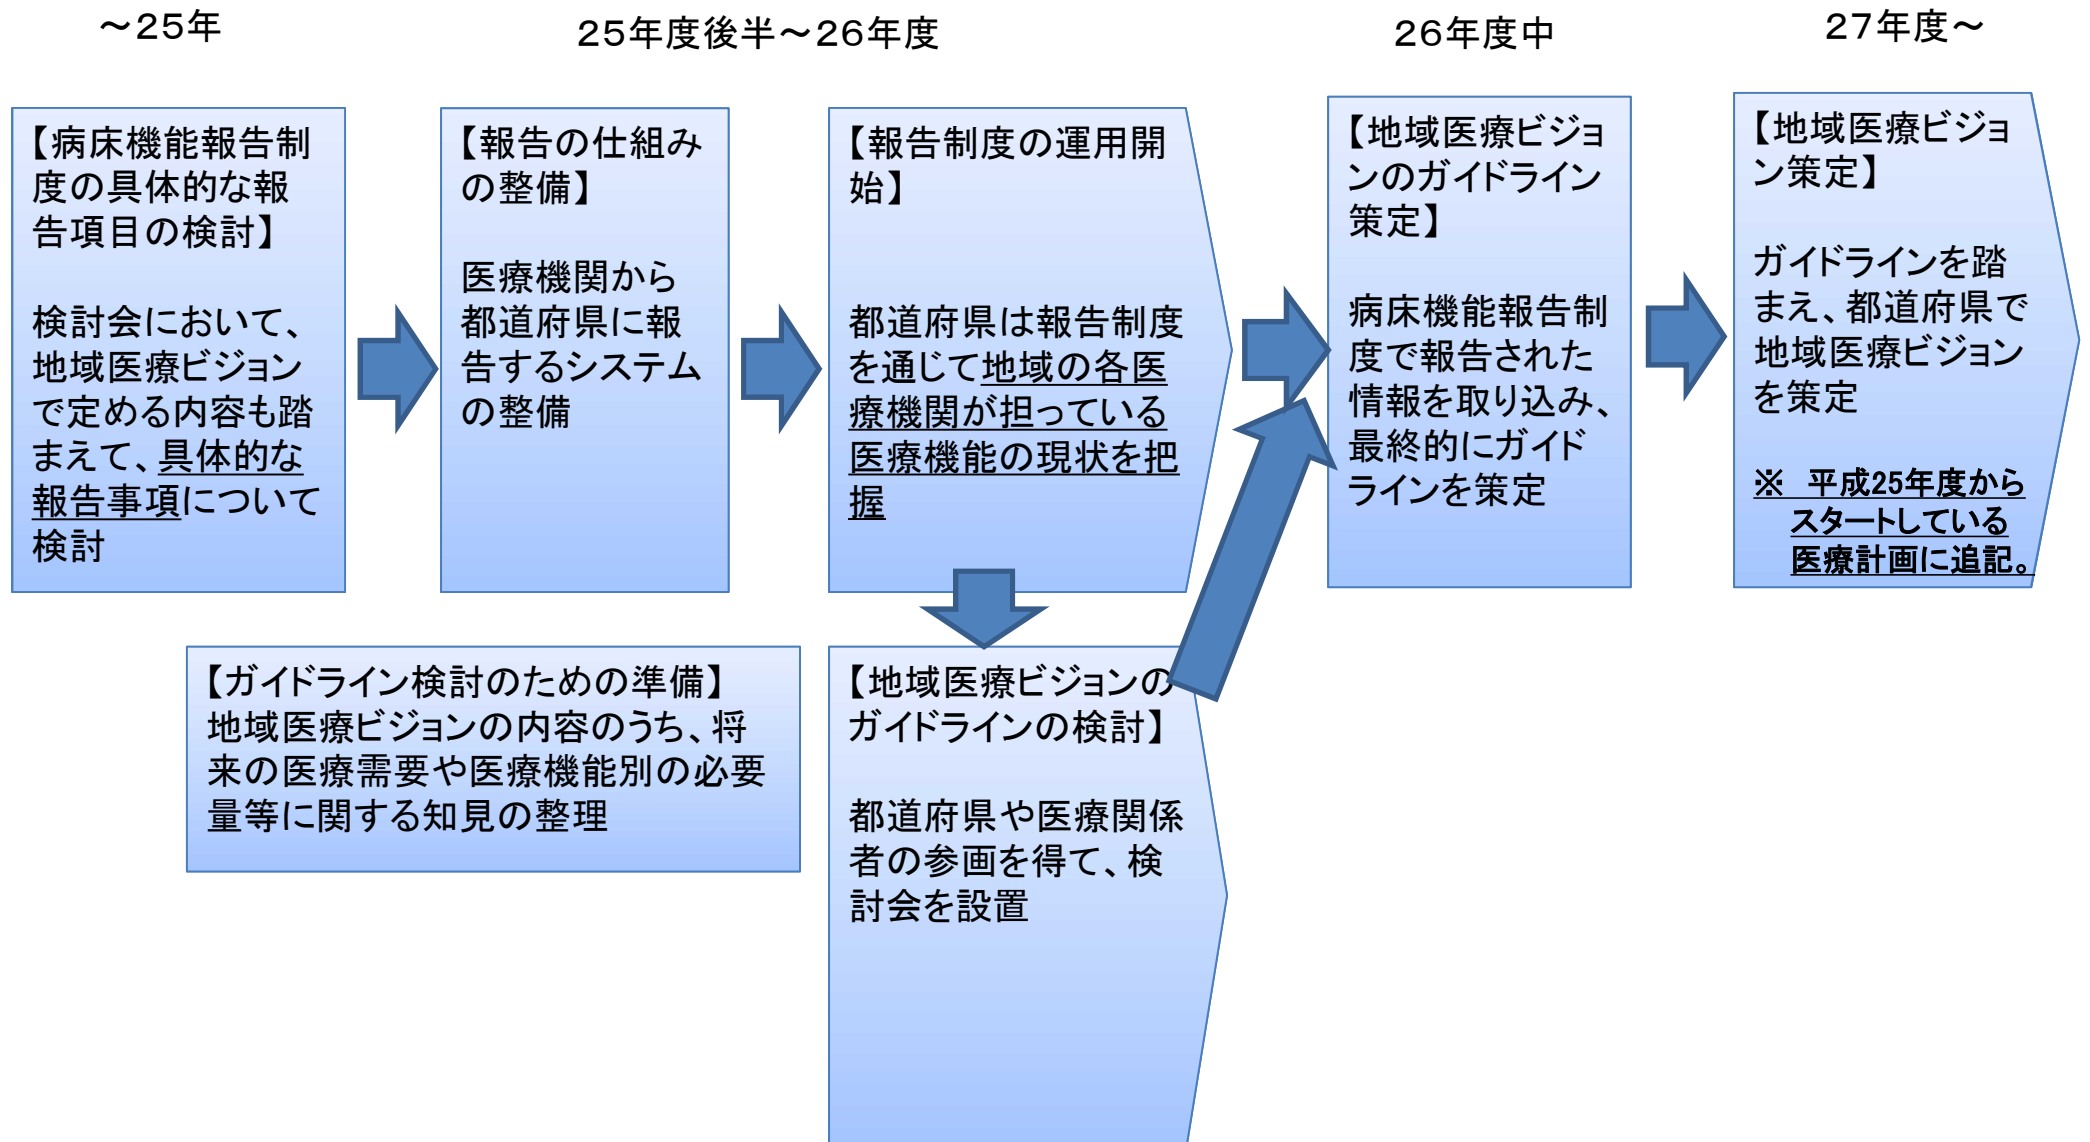 ～25年
25年度後半～26年度
26年度中
27年度～
【病床機能報告制
度の具体的な報
告項目の検討】
検討会において、
地域医療ビジョン
で定める内容も踏
まえて、具体的な
報告事項について
検討
【報告の仕組み
の整備】
医療機関から
都道府県に報
告するシステム
の整備
【報告制度の運用開
始】
都道府県は報告制度
を通じて地域の各医
療機関が担っている
医療機能の現状を把
握
【地域医療ビジョ
ンのガイドライン
策定】
病床機能報告制
度で報告された
情報を取り込み、
最終的にガイド
ラインを策定
【地域医療ビジョ
ン策定】
ガイドラインを踏
まえ、都道府県で
地域医療ビジョン
を策定
※　平成25年度から
スタートしている
医療計画に追記。
【ガイドライン検討のための準備】
地域医療ビジョンの内容のうち、将
来の医療需要や医療機能別の必要
量等に関する知見の整理
【地域医療ビジョンの
ガイドラインの検討】
都道府県や医療関係
者の参画を得て、検
討会を設置